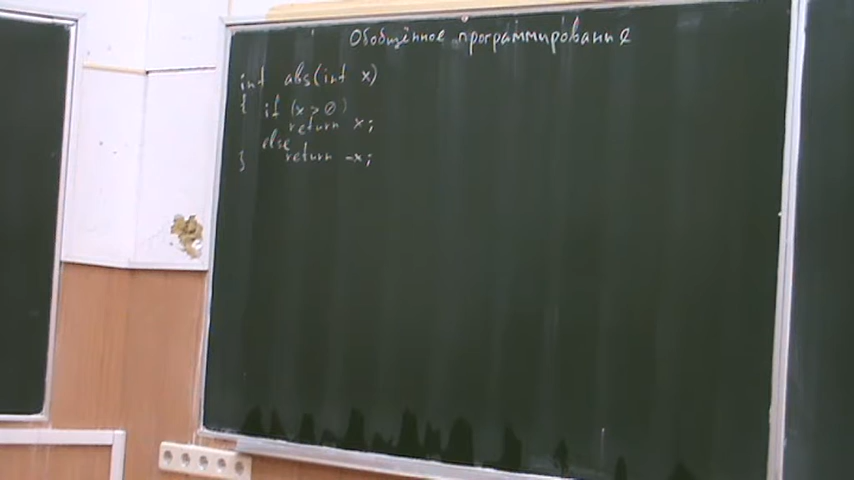 Обобщённое программирование
int abs(int x)
{ if (x > 0)
return x;
else
return -x;
}